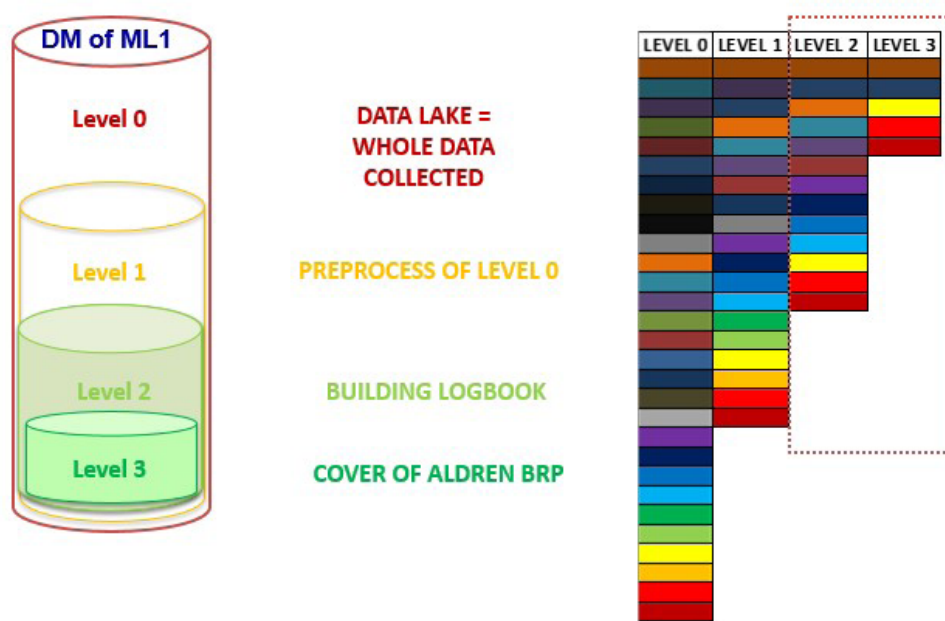 DM of ML1
Level 0
Level 1
Level 2
Level 3
DATA LAKE =
WHOLE DATA
COLLECTED
PREPROCESS OF LEVEL 0
BUILDING LOGBOOK
COVER OF ALDREN BRP
LEVEL 0 LEVEL 1 LEVEL 2 LEVEL 3